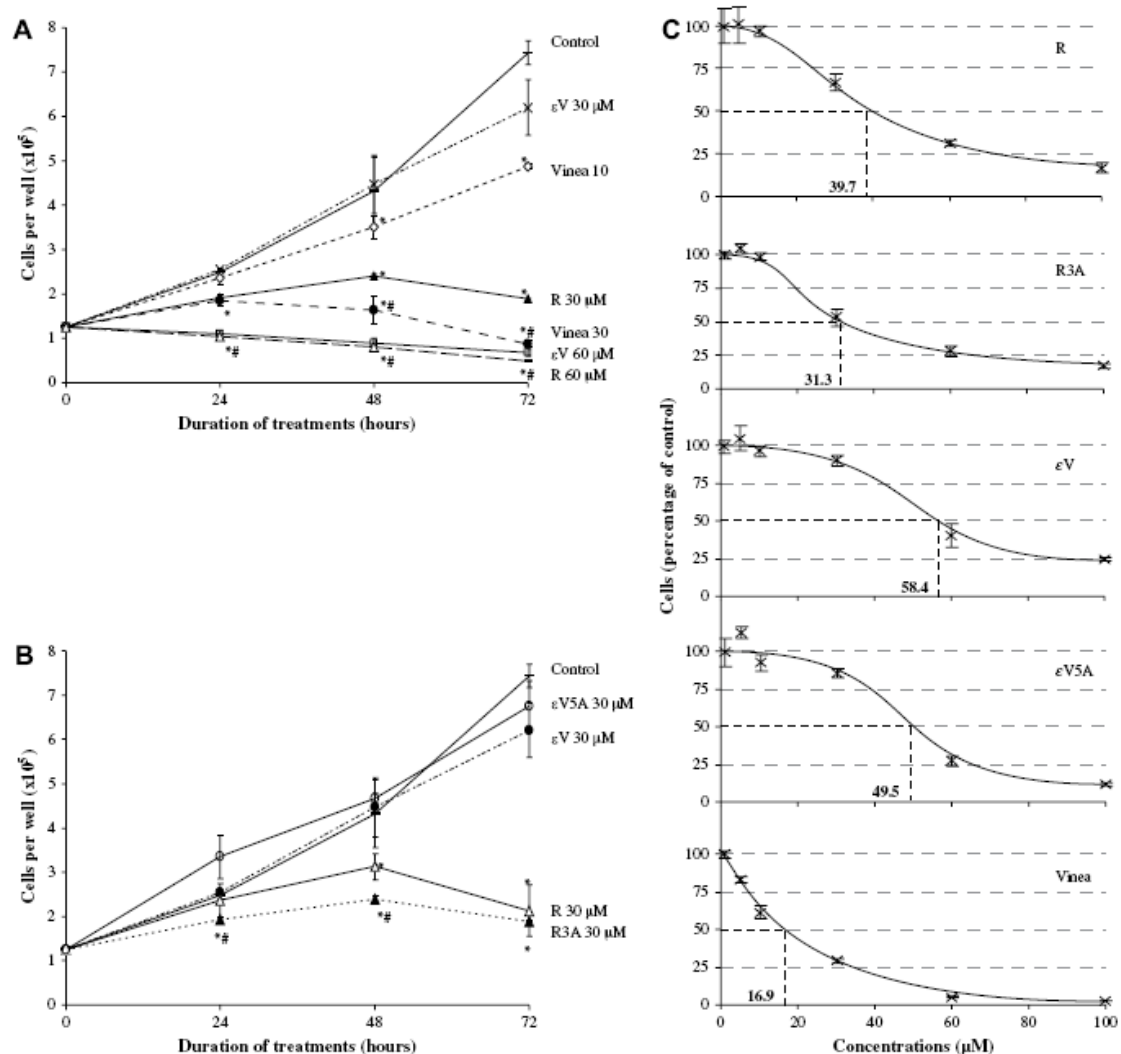 A
Cells per well (x10⁵)
8
7
6
5
4
3
2
1
0
0 24 48 72
Duration of treatments (hours)
Control
εV 30 μM
Vinea 10
R 30 μM
Vinea 30
εV 60 μM
R 60 μM
*
*
*
*
*
*#
*#
*#
*#
*#
B
Cells per well (x10⁵)
8
7
6
5
4
3
2
1
0
0 24 48 72
Duration of treatments (hours)
Control
εV5A 30 μM
εV 30 μM
R 30 μM
R3A 30 μM
*
*
*#
*#
*
C
Cells (percentage of control)
100
75
50
25
0
R
39.7
100
75
50
25
0
R3A
31.3
100
75
50
25
0
εV
58.4
100
75
50
25
0
εV5A
49.5
100
75
50
25
0
Vinea
16.9
0 20 40 60 80 100
Concentrations (μM)